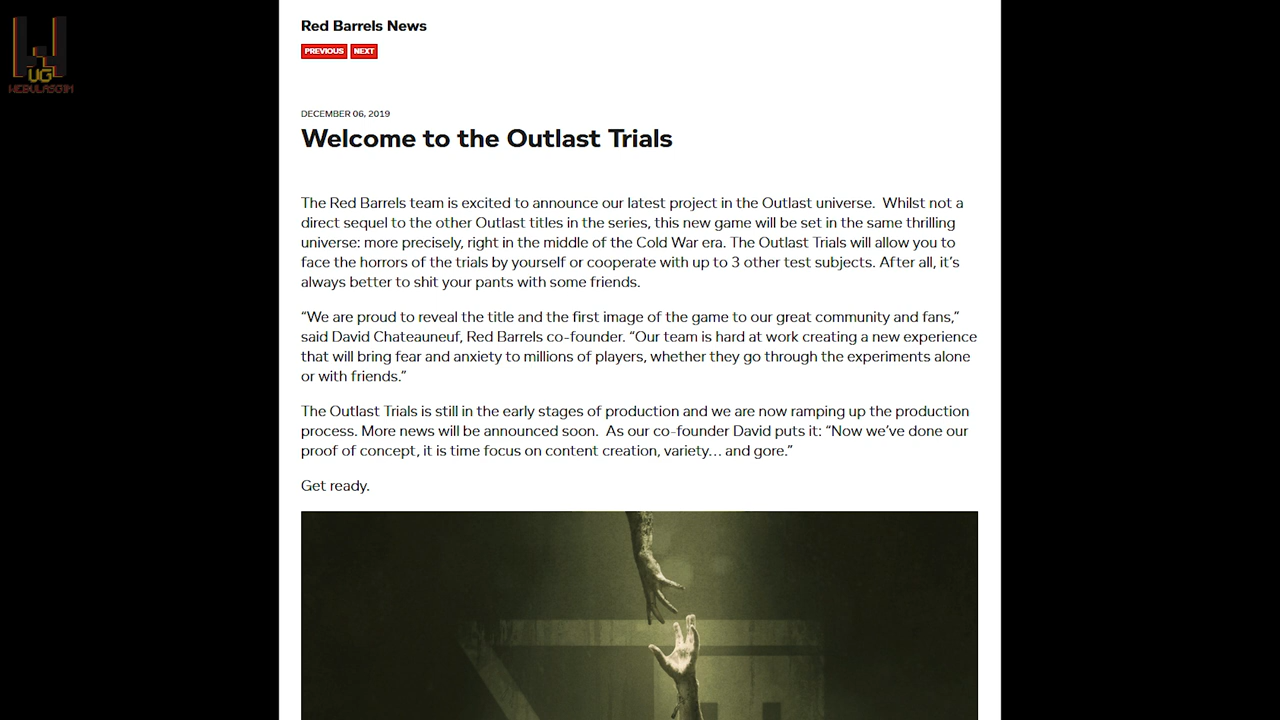 UG
WEBULASGIM
Red Barrels News
PREVIOUS NEXT
DECEMBER 06, 2019
Welcome to the Outlast Trials
The Red Barrels team is excited to announce our latest project in the Outlast universe.  Whilst not a
direct sequel to the other Outlast titles in the series, this new game will be set in the same thrilling
universe: more precisely, right in the middle of the Cold War era. The Outlast Trials will allow you to
face the horrors of the trials by yourself or cooperate with up to 3 other test subjects. After all, it’s
always better to shit your pants with some friends.
“We are proud to reveal the title and the first image of the game to our great community and fans,”
said David Chateauneuf, Red Barrels co-founder. “Our team is hard at work creating a new experience
that will bring fear and anxiety to millions of players, whether they go through the experiments alone
or with friends.”
The Outlast Trials is still in the early stages of production and we are now ramping up the production
process. More news will be announced soon.  As our co-founder David puts it: “Now we’ve done our
proof of concept, it is time focus on content creation, variety… and gore.”
Get ready.